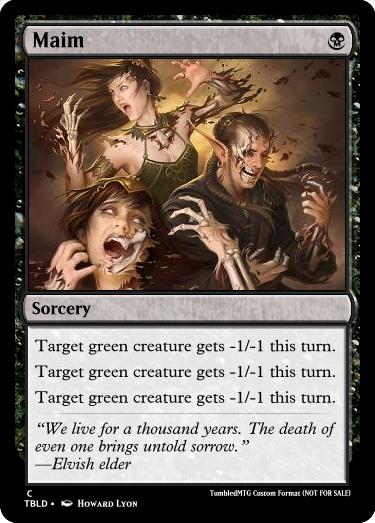 Maim
Sorcery
Target green creature gets -1/-1 this turn.
Target green creature gets -1/-1 this turn.
Target green creature gets -1/-1 this turn.
“We live for a thousand years. The death of
even one brings untold sorrow.”
—Elvish elder
C
TBLD • Howard Lyon
TumbledMTG Custom Format (NOT FOR SALE)